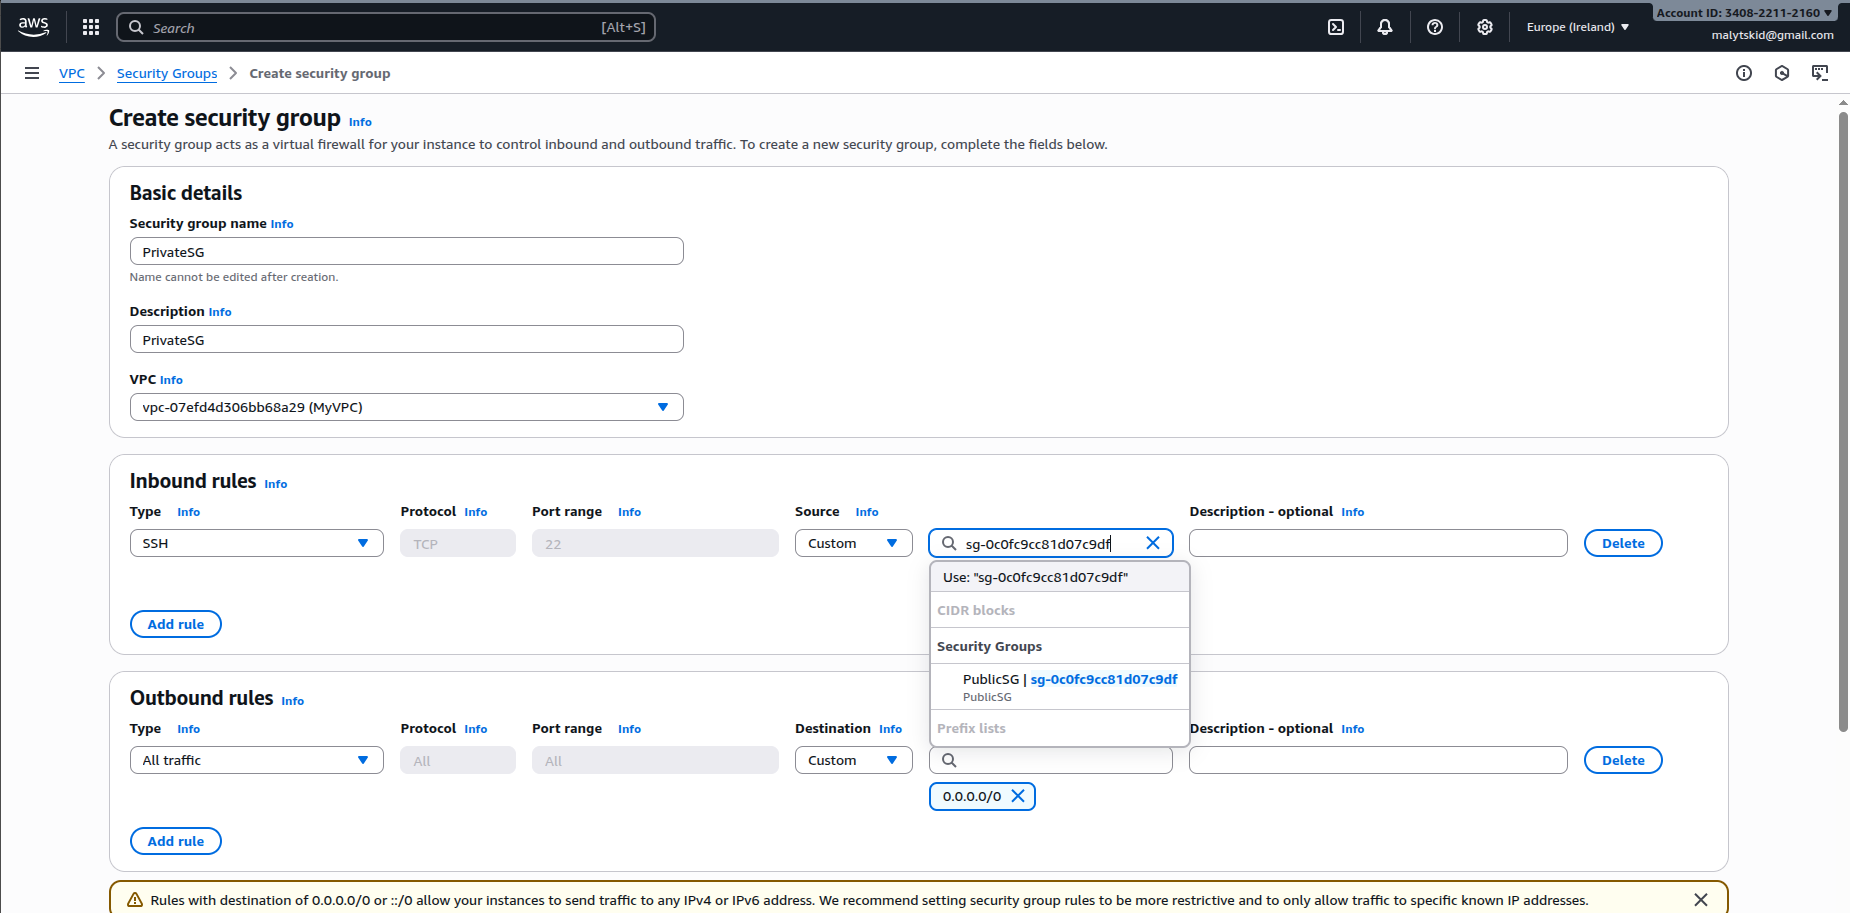 aws
Search [Alt+S]
Europe (Ireland)
Account ID: 3408-2211-2160
malytskid@gmail.com
VPC Security Groups Create security group
Create security group Info
A security group acts as a virtual firewall for your instance to control inbound and outbound traffic. To create a new security group, complete the fields below.
Basic details
Security group name Info
PrivateSG
Name cannot be edited after creation.
Description Info
PrivateSG
VPC Info
vpc-07efd4d306bb68a29 (MyVPC)
Inbound rules Info
Type Info Protocol Info Port range Info Source Info Description - optional Info
SSH TCP 22 Custom sg-0c0fc9cc81d07c9df Delete
Use: "sg-0c0fc9cc81d07c9df"
CIDR blocks
Add rule
Security Groups
PublicSG | sg-0c0fc9cc81d07c9df
PublicSG
Prefix lists
Outbound rules Info
Type Info Protocol Info Port range Info Destination Info Description - optional Info
All traffic All All Custom Delete
0.0.0.0/0
Add rule
Rules with destination of 0.0.0.0/0 or ::/0 allow your instances to send traffic to any IPv4 or IPv6 address. We recommend setting security group rules to be more restrictive and to only allow traffic to specific known IP addresses.